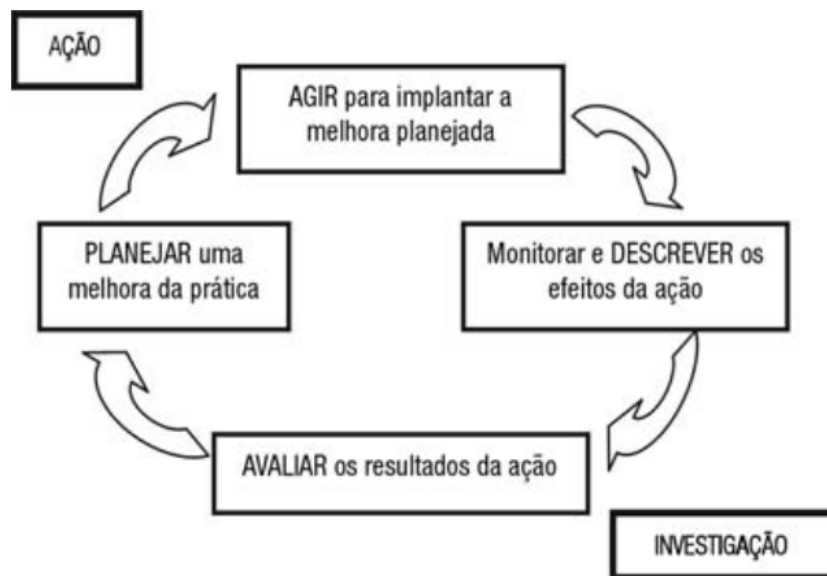 AÇÃO
AGIR para implantar a
melhora planejada
PLANEJAR uma
melhora da prática
Monitorar e DESCREVER os
efeitos da ação
AVALIAR os resultados da ação
INVESTIGAÇÃO